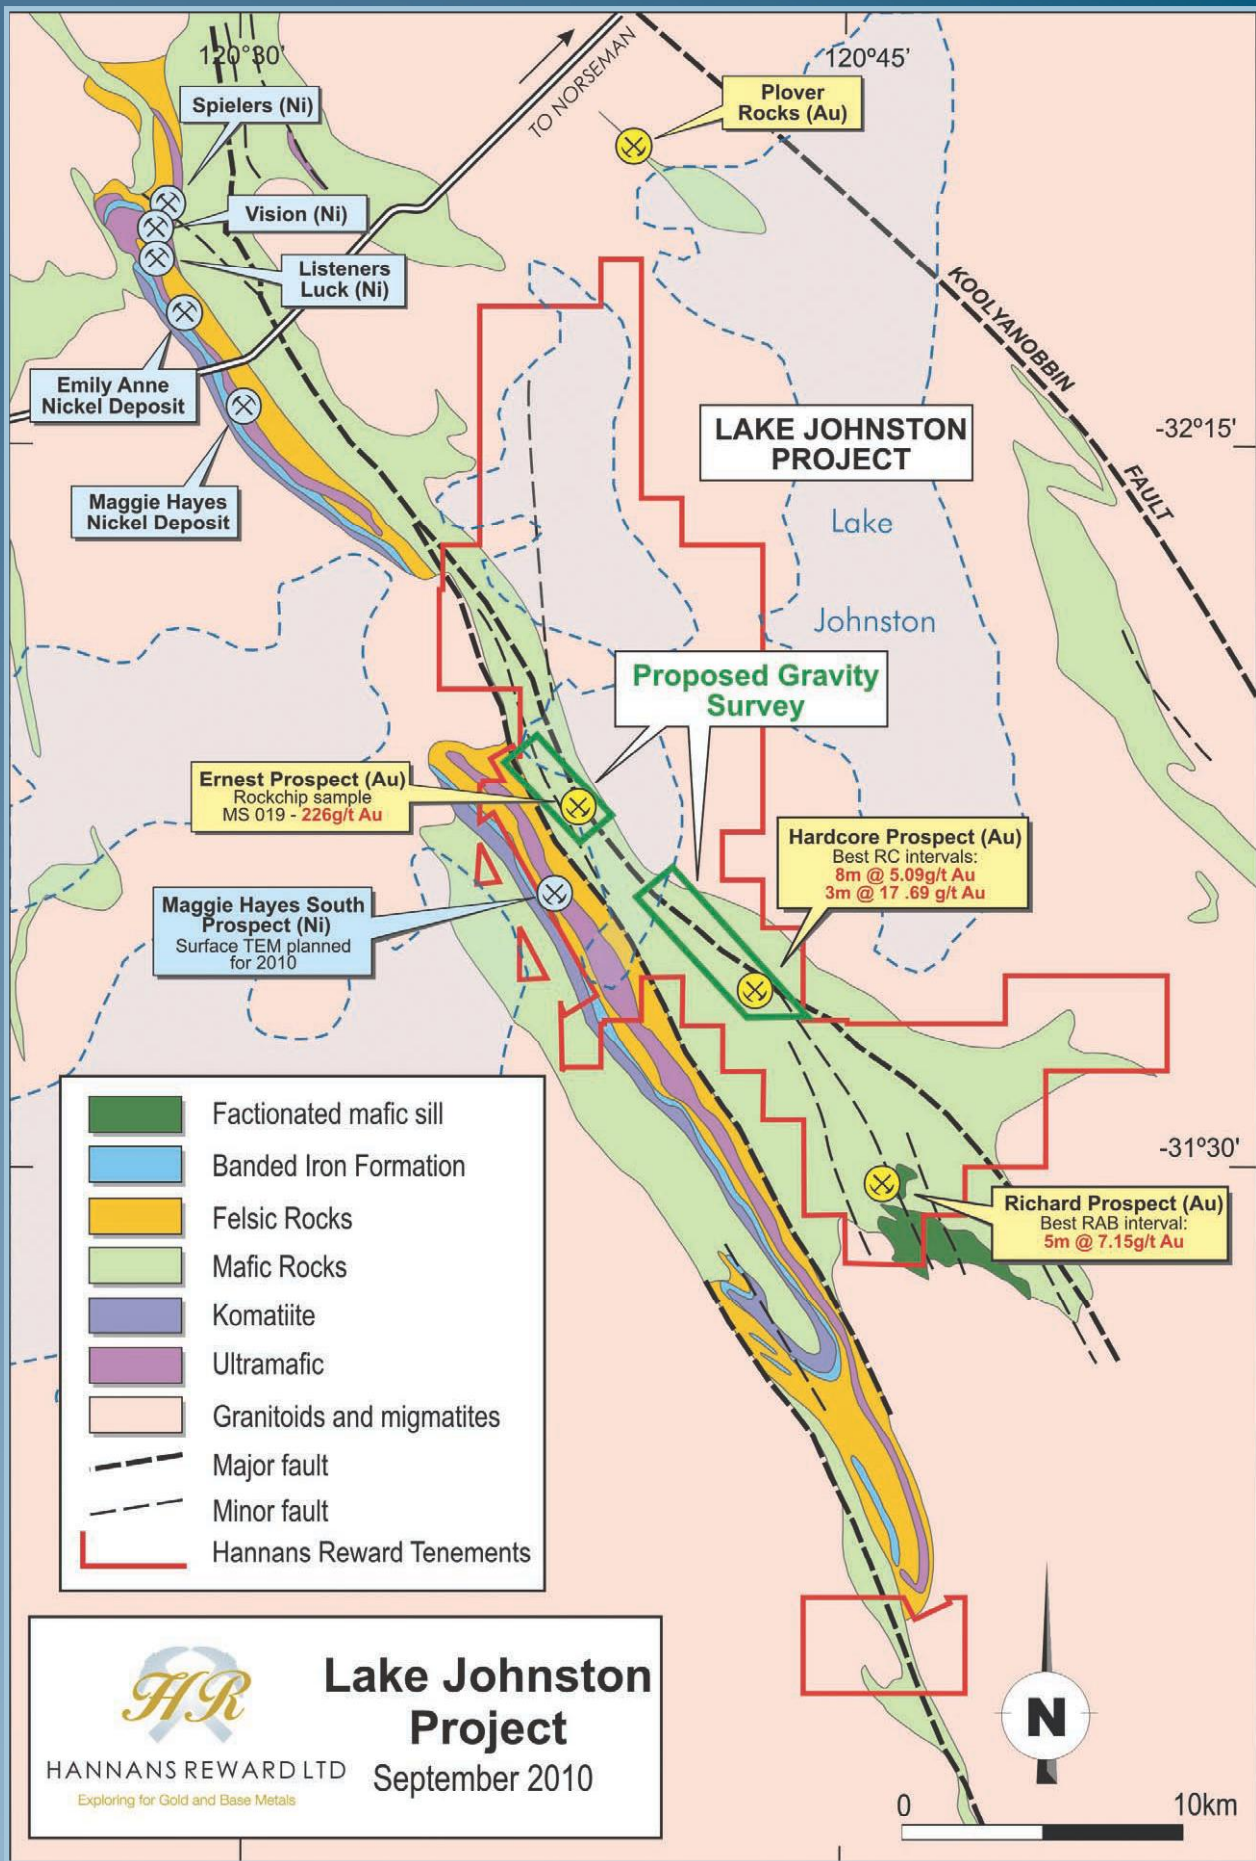 120°30'
120°45'
TO NORSEMAN
Spielers (Ni)
Plover
Rocks (Au)
Vision (Ni)
Listeners
Luck (Ni)
KOOLYANOBBIN
FAULT
Emily Anne
Nickel Deposit
Maggie Hayes
Nickel Deposit
LAKE JOHNSTON
PROJECT
-32°15'
Lake
Johnston
Proposed Gravity
Survey
Ernest Prospect (Au)
Rockchip sample
MS 019 - 226g/t Au
Hardcore Prospect (Au)
Best RC intervals:
8m @ 5.09g/t Au
3m @ 17 .69 g/t Au
Maggie Hayes South
Prospect (Ni)
Surface TEM planned
for 2010
-31°30'
Richard Prospect (Au)
Best RAB interval:
5m @ 7.15g/t Au
Factionated mafic sill
Banded Iron Formation
Felsic Rocks
Mafic Rocks
Komatiite
Ultramafic
Granitoids and migmatites
Major fault
Minor fault
Hannans Reward Tenements
HR
HANNANS REWARD LTD
Exploring for Gold and Base Metals
Lake Johnston
Project
September 2010
N
0 10km